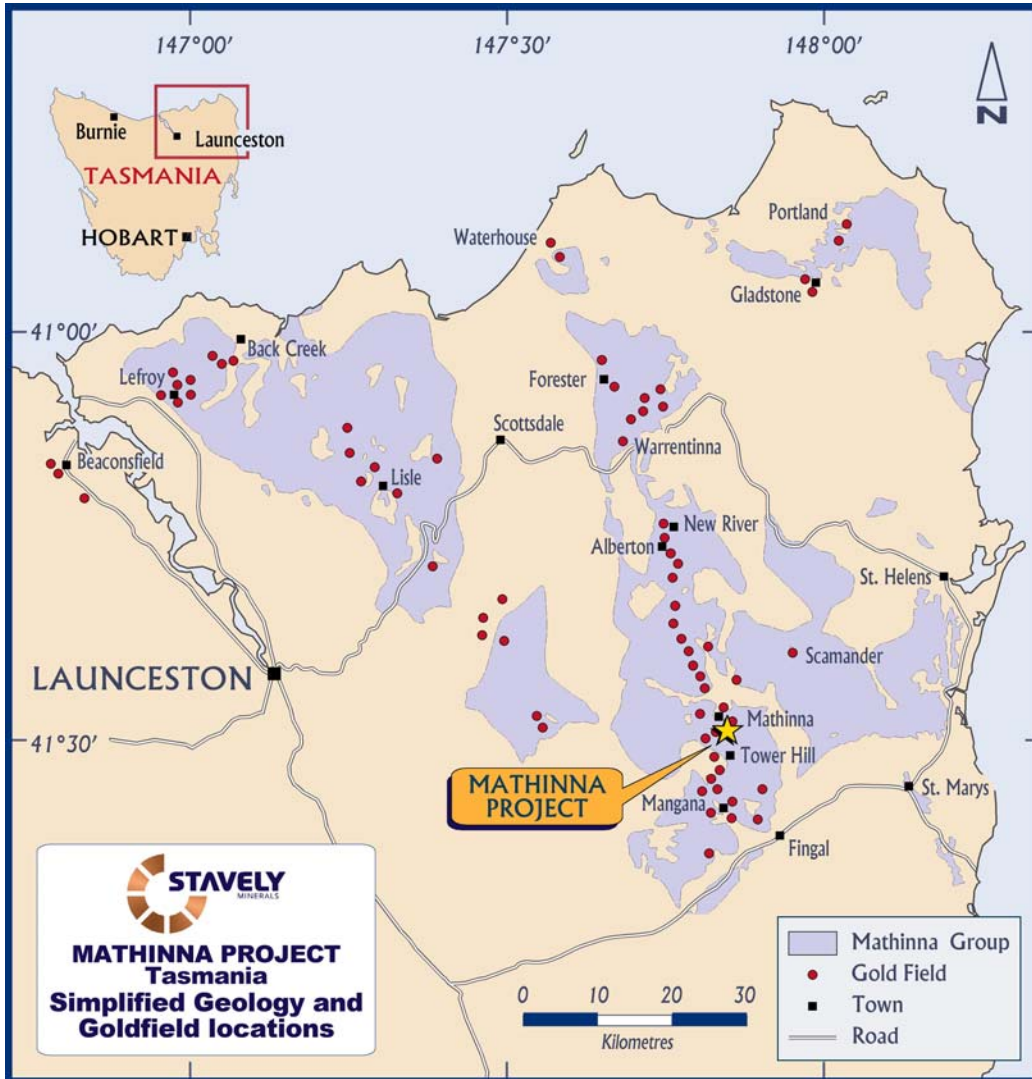 147°00'
147°30'
148°00'
N
Burnie
Launceston
TASMANIA
HOBART
Portland
Waterhouse
Gladstone
41°00'
Back Creek
Lefroy
Forester
Scottsdale
Warrentinna
Beaconsfield
Lisle
New River
Alberton
St. Helens
LAUNCESTON
Scamander
Mathinna
41°30'
Tower Hill
MATHINNA
PROJECT
Mangana
St. Marys
Fingal
STAVELY
MINERALS
MATHINNA PROJECT
Tasmania
Simplified Geology and
Goldfield locations
0 10 20 30
Kilometres
Mathinna Group
Gold Field
Town
Road